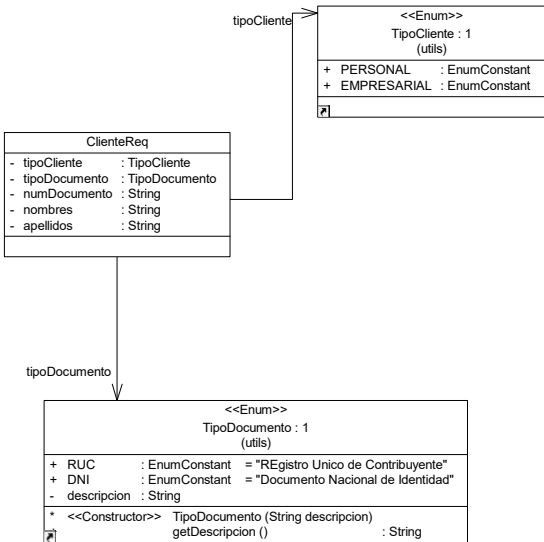 tipoCliente
<<Enum>>
TipoCliente : 1
(utils)
+ PERSONAL : EnumConstant
+ EMPRESARIAL : EnumConstant
ClienteReq
- tipoCliente : TipoCliente
- tipoDocumento : TipoDocumento
- numDocumento : String
- nombres : String
- apellidos : String
tipoDocumento
<<Enum>>
TipoDocumento : 1
(utils)
+ RUC : EnumConstant = "REgistro Unico de Contribuyente"
+ DNI : EnumConstant = "Documento Nacional de Identidad"
- descripcion : String
* <<Constructor>> TipoDocumento (String descripcion)
getDescripcion () : String